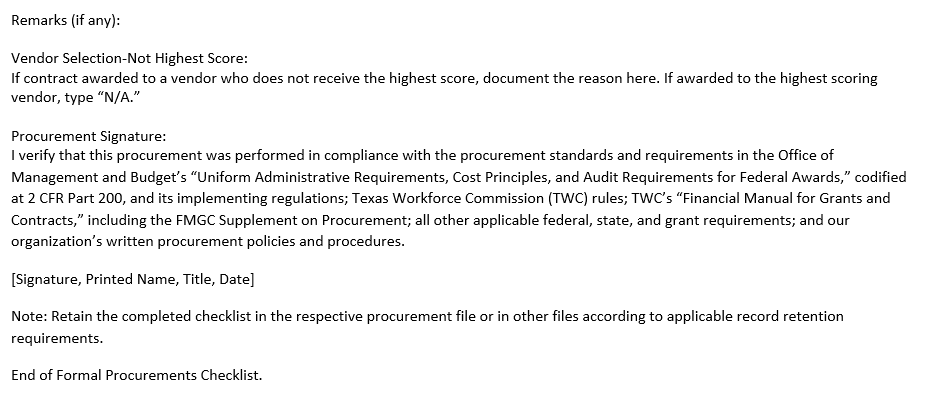 Remarks (if any):
Vendor Selection-Not Highest Score:
If contract awarded to a vendor who does not receive the highest score, document the reason here. If awarded to the highest scoring
vendor, type “N/A.”
Procurement Signature:
I verify that this procurement was performed in compliance with the procurement standards and requirements in the Office of
Management and Budget’s “Uniform Administrative Requirements, Cost Principles, and Audit Requirements for Federal Awards,” codified
at 2 CFR Part 200, and its implementing regulations; Texas Workforce Commission (TWC) rules; TWC’s “Financial Manual for Grants and
Contracts,” including the FMGC Supplement on Procurement; all other applicable federal, state, and grant requirements; and our
organization’s written procurement policies and procedures.
[Signature, Printed Name, Title, Date]
Note: Retain the completed checklist in the respective procurement file or in other files according to applicable record retention
requirements.
End of Formal Procurements Checklist.